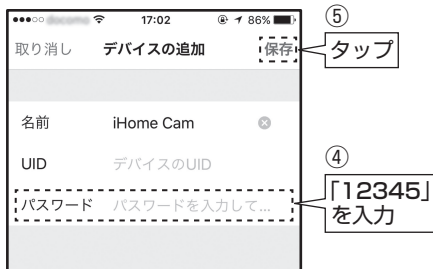 17:02
86%
取り消し
デバイスの追加
保存
⑤
タップ
名前
iHome Cam
UID
デバイスのUID
パスワード
パスワードを入力して...
④
「12345」
を入力